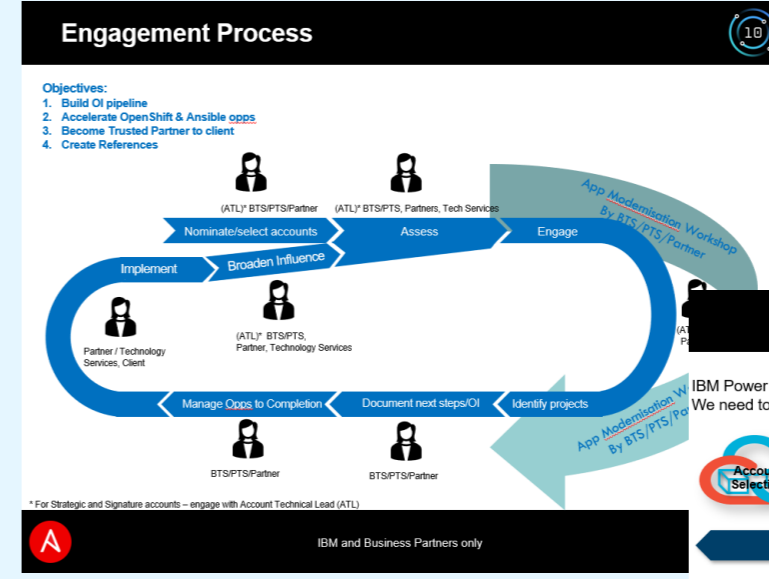 Engagement Process
10
Objectives:
1. Build OI pipeline
2. Accelerate OpenShift & Ansible opps
3. Become Trusted Partner to client
4. Create References
(ATL)* BTS/PTS/Partner
(ATL)* BTS/PTS, Partners, Tech Services
App Modernisation Workshop
By BTS/PTS/Partner
Nominate/select accounts
Assess
Engage
Implement
Broaden Influence
(ATL)* BTS/PTS,
Partner, Technology Services
Partner / Technology
Services, Client
Manage Opps to Completion
Document next steps/OI
Identify projects
App Modernisation
By BTS/PTS/
BTS/PTS/Partner
BTS/PTS/Partner
IBM Power
We need to
* For Strategic and Signature accounts – engage with Account Technical Lead (ATL)
A
IBM and Business Partners only